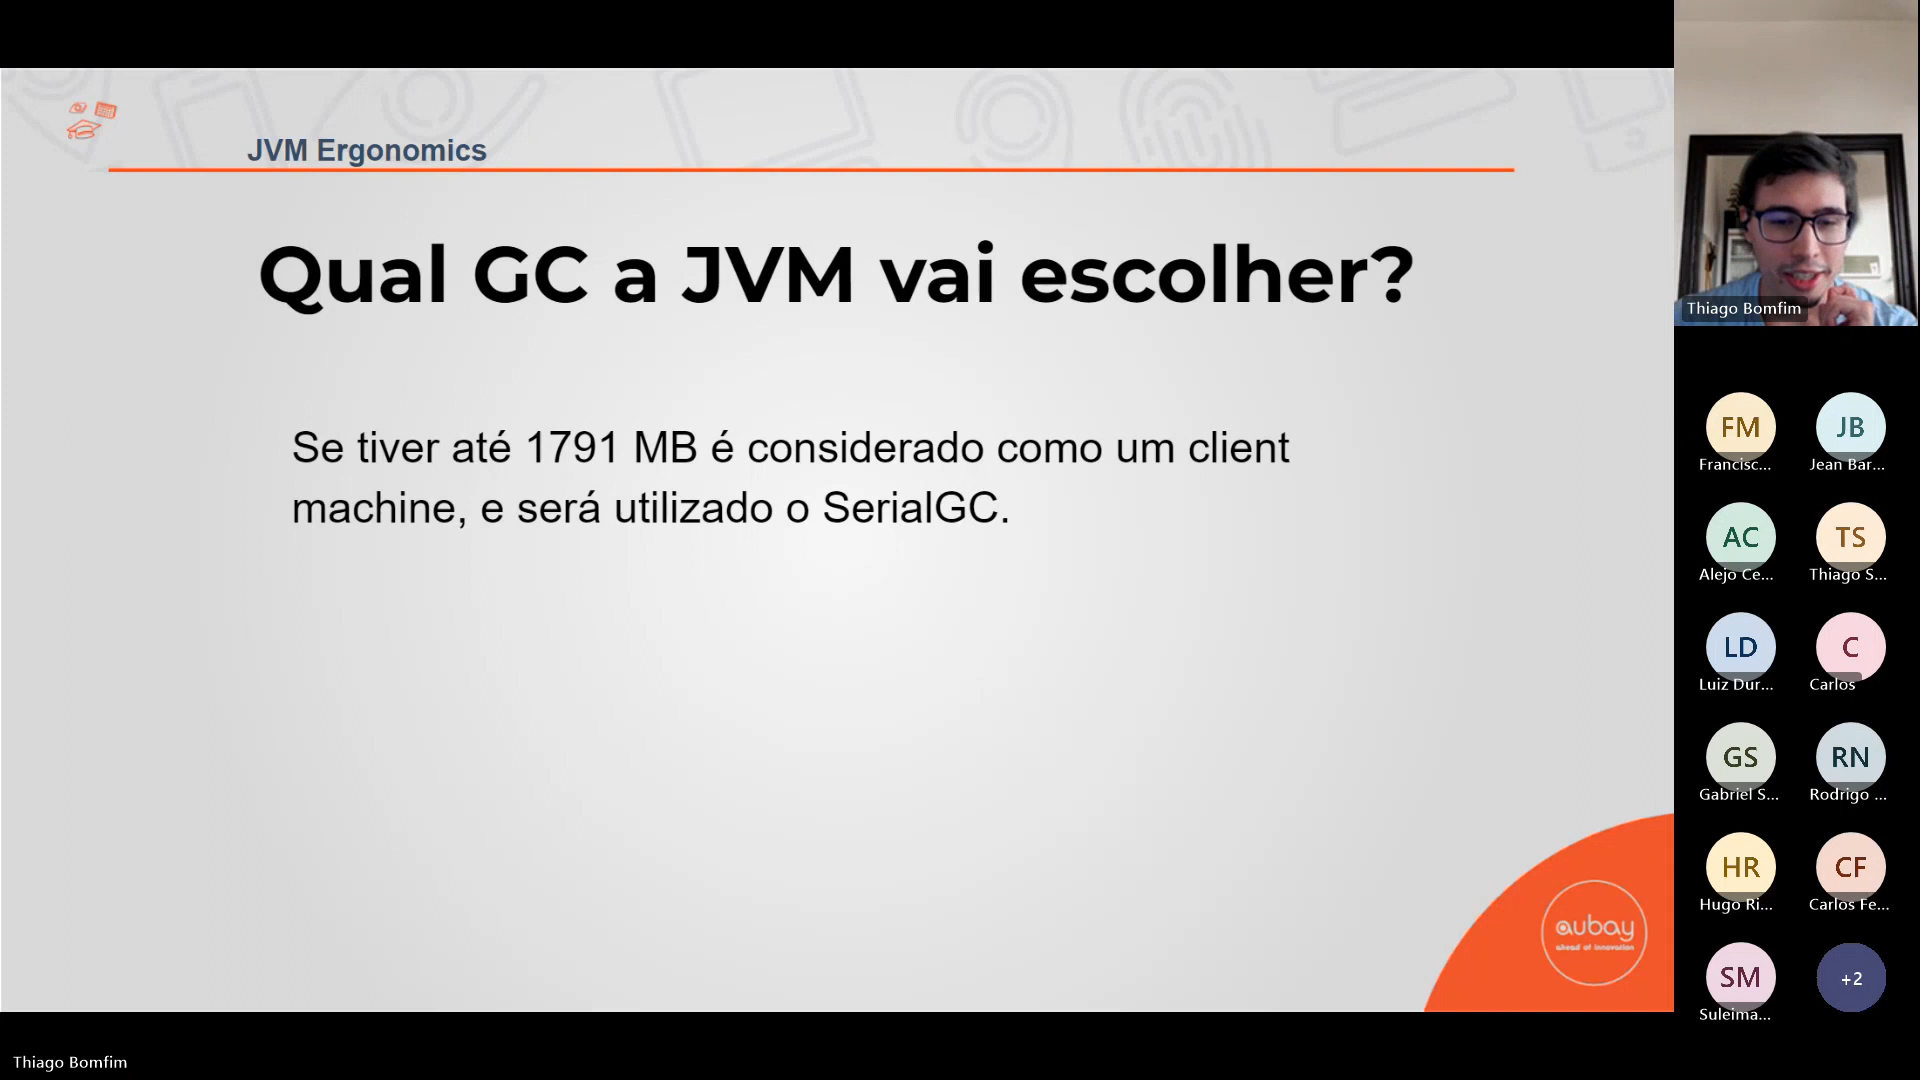 JVM Ergonomics
Qual GC a JVM vai escolher?
Se tiver até 1791 MB é considerado como um client
machine, e será utilizado o SerialGC.
aubay
ahead of innovation
Thiago Bomfim
FM
JB
Francisc...
Jean Bar...
AC
TS
Alejo Ce...
Thiago S...
LD
C
Luiz Dur...
Carlos
GS
RN
Gabriel S...
Rodrigo ...
HR
CF
Hugo Ri...
Carlos Fe...
SM
+2
Suleima...
Thiago Bomfim